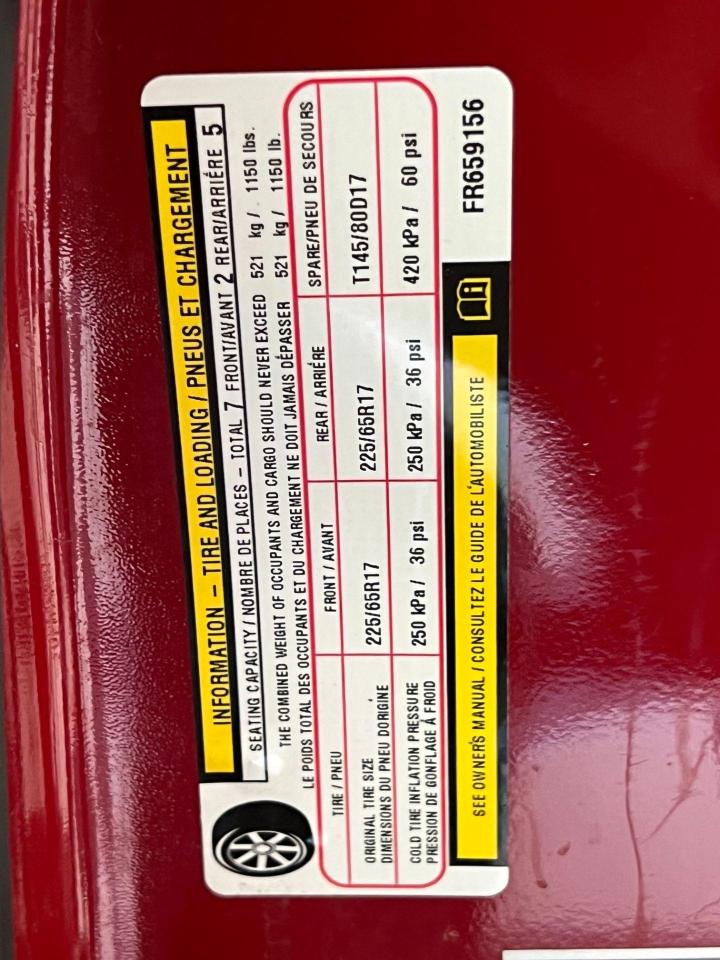 INFORMATION – TIRE AND LOADING / PNEUS ET CHARGEMENT
SEATING CAPACITY / NOMBRE DE PLACES – TOTAL 7 FRONT/AVANT 2 REAR/ARRIÉRE 5
THE COMBINED WEIGHT OF OCCUPANTS AND CARGO SHOULD NEVER EXCEED 521 kg / 1150 lbs.
LE POIDS TOTAL DES OCCUPANTS ET DU CHARGEMENT NE DOIT JAMAIS DÉPASSER 521 kg / 1150 lb.
TIRE / PNEU FRONT / AVANT REAR / ARRIÉRE SPARE/PNEU DE SECOURS
ORIGINAL TIRE SIZE
DIMENSIONS DU PNEU D'ORIGINE 225/65R17 225/65R17 T145/80D17
COLD TIRE INFLATION PRESSURE
PRESSION DE GONFLAGE Á FROID 250 kPa / 36 psi 250 kPa / 36 psi 420 kPa / 60 psi
SEE OWNER'S MANUAL / CONSULTEZ LE GUIDE DE L'AUTOMOBILISTE
FR659156